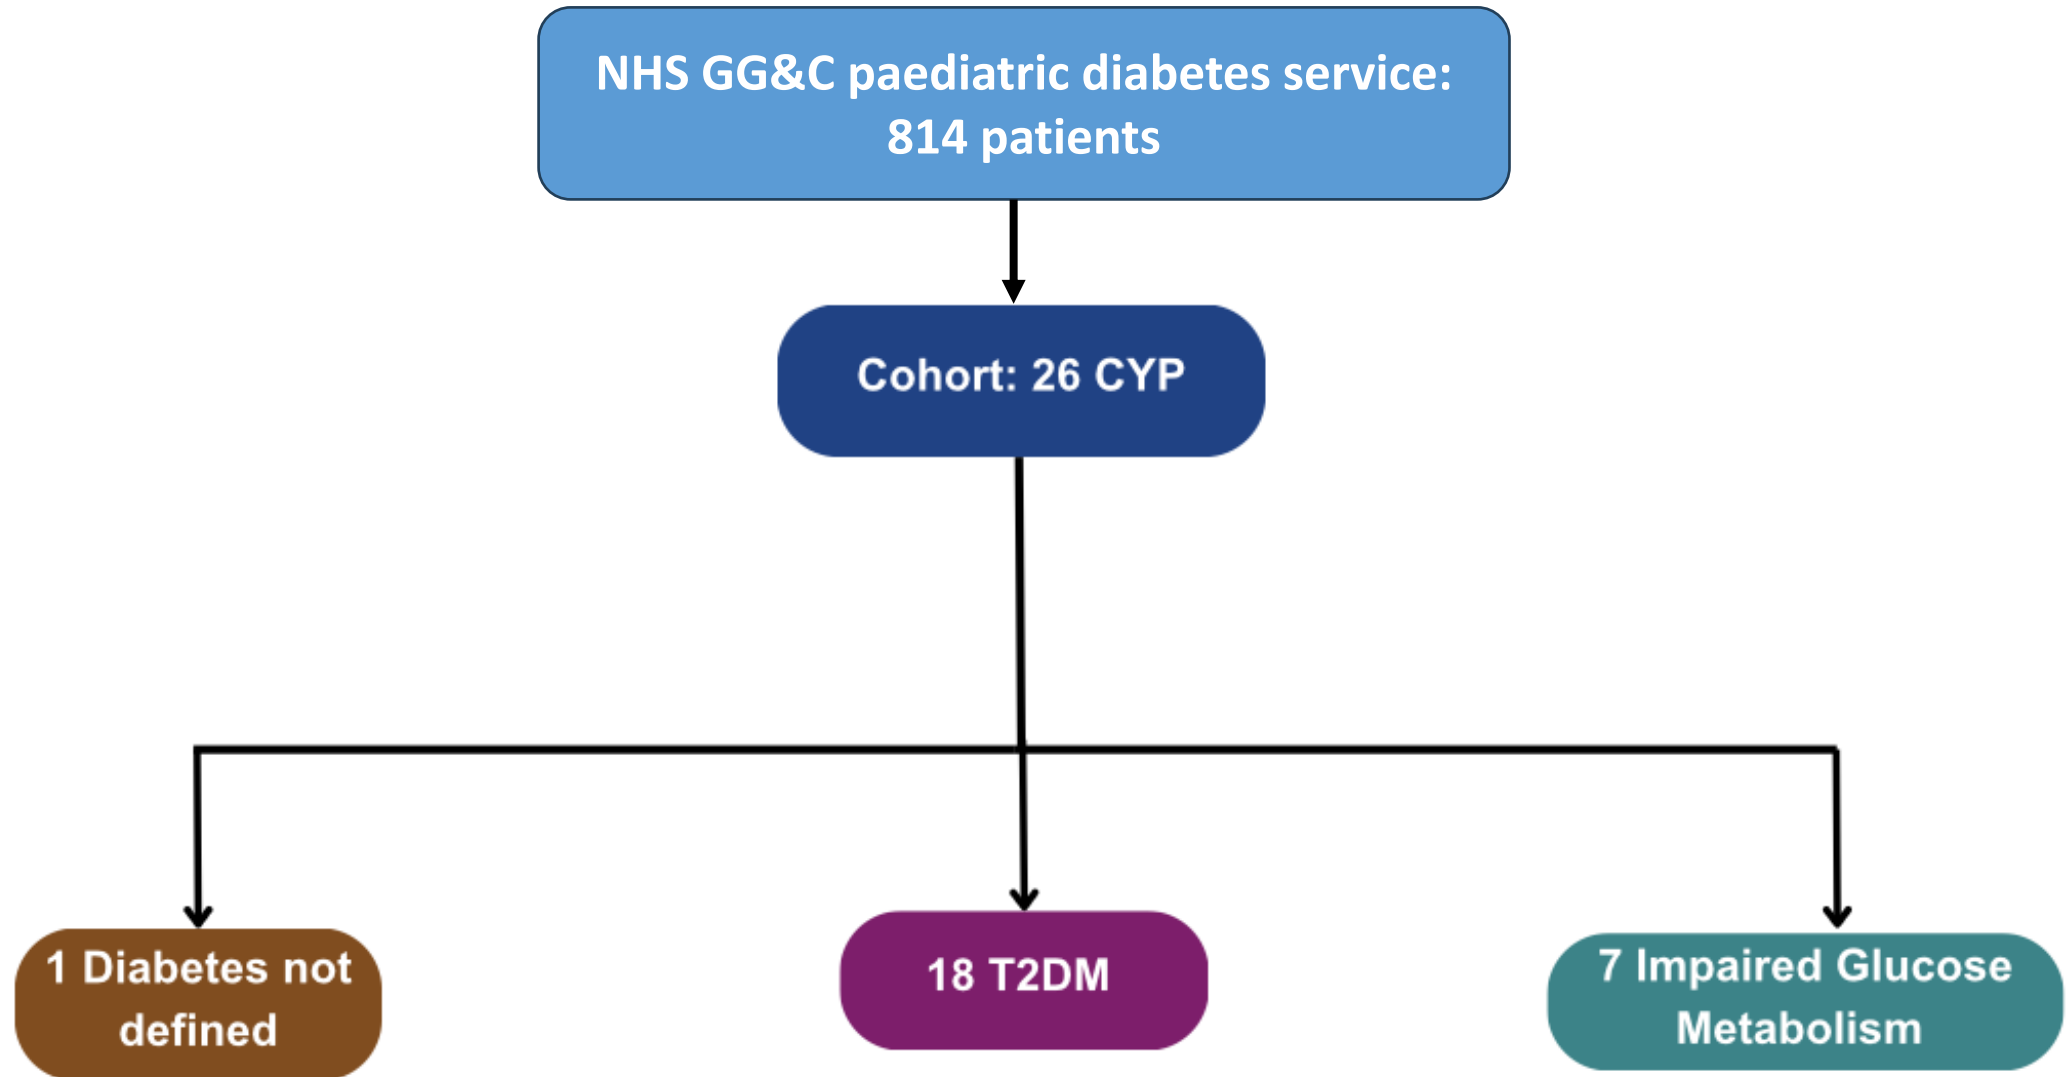 NHS GG&C paediatric diabetes service:
814 patients
Cohort: 26 CYP
1 Diabetes not
defined
18 T2DM
7 Impaired Glucose
Metabolism